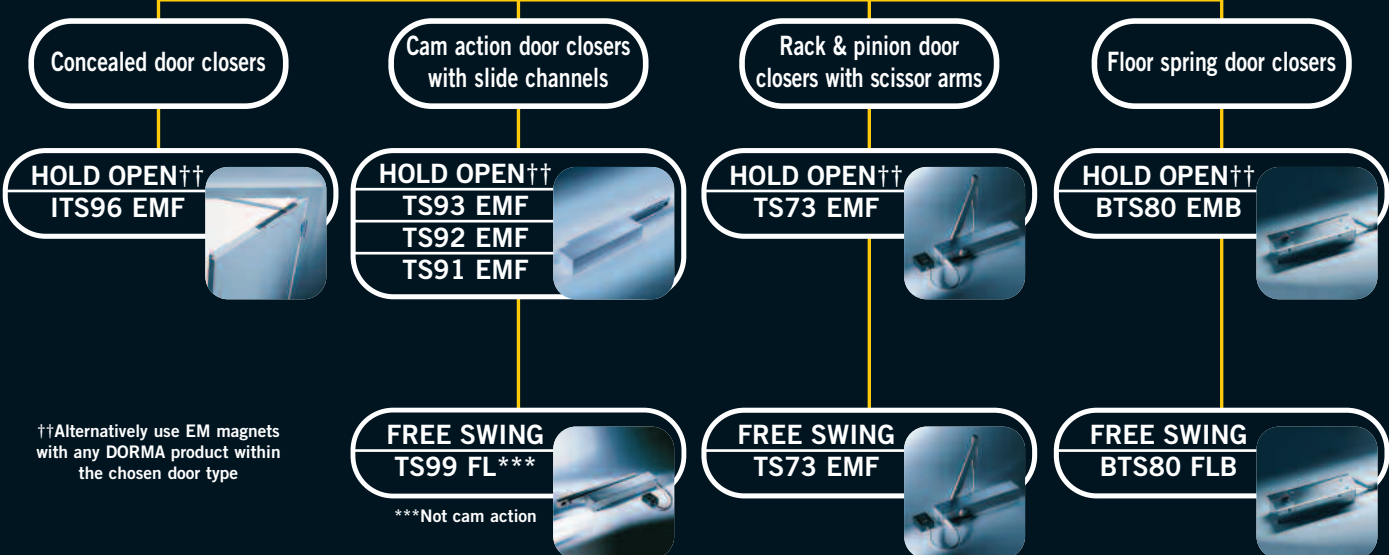 Concealed door closers
Cam action door closers
with slide channels
Rack & pinion door
closers with scissor arms
Floor spring door closers
HOLD OPEN††
ITS96 EMF
HOLD OPEN††
TS93 EMF
TS92 EMF
TS91 EMF
HOLD OPEN††
TS73 EMF
HOLD OPEN††
BTS80 EMB
††Alternatively use EM magnets
with any DORMA product within
the chosen door type
FREE SWING
TS99 FL***
***Not cam action
FREE SWING
TS73 EMF
FREE SWING
BTS80 FLB